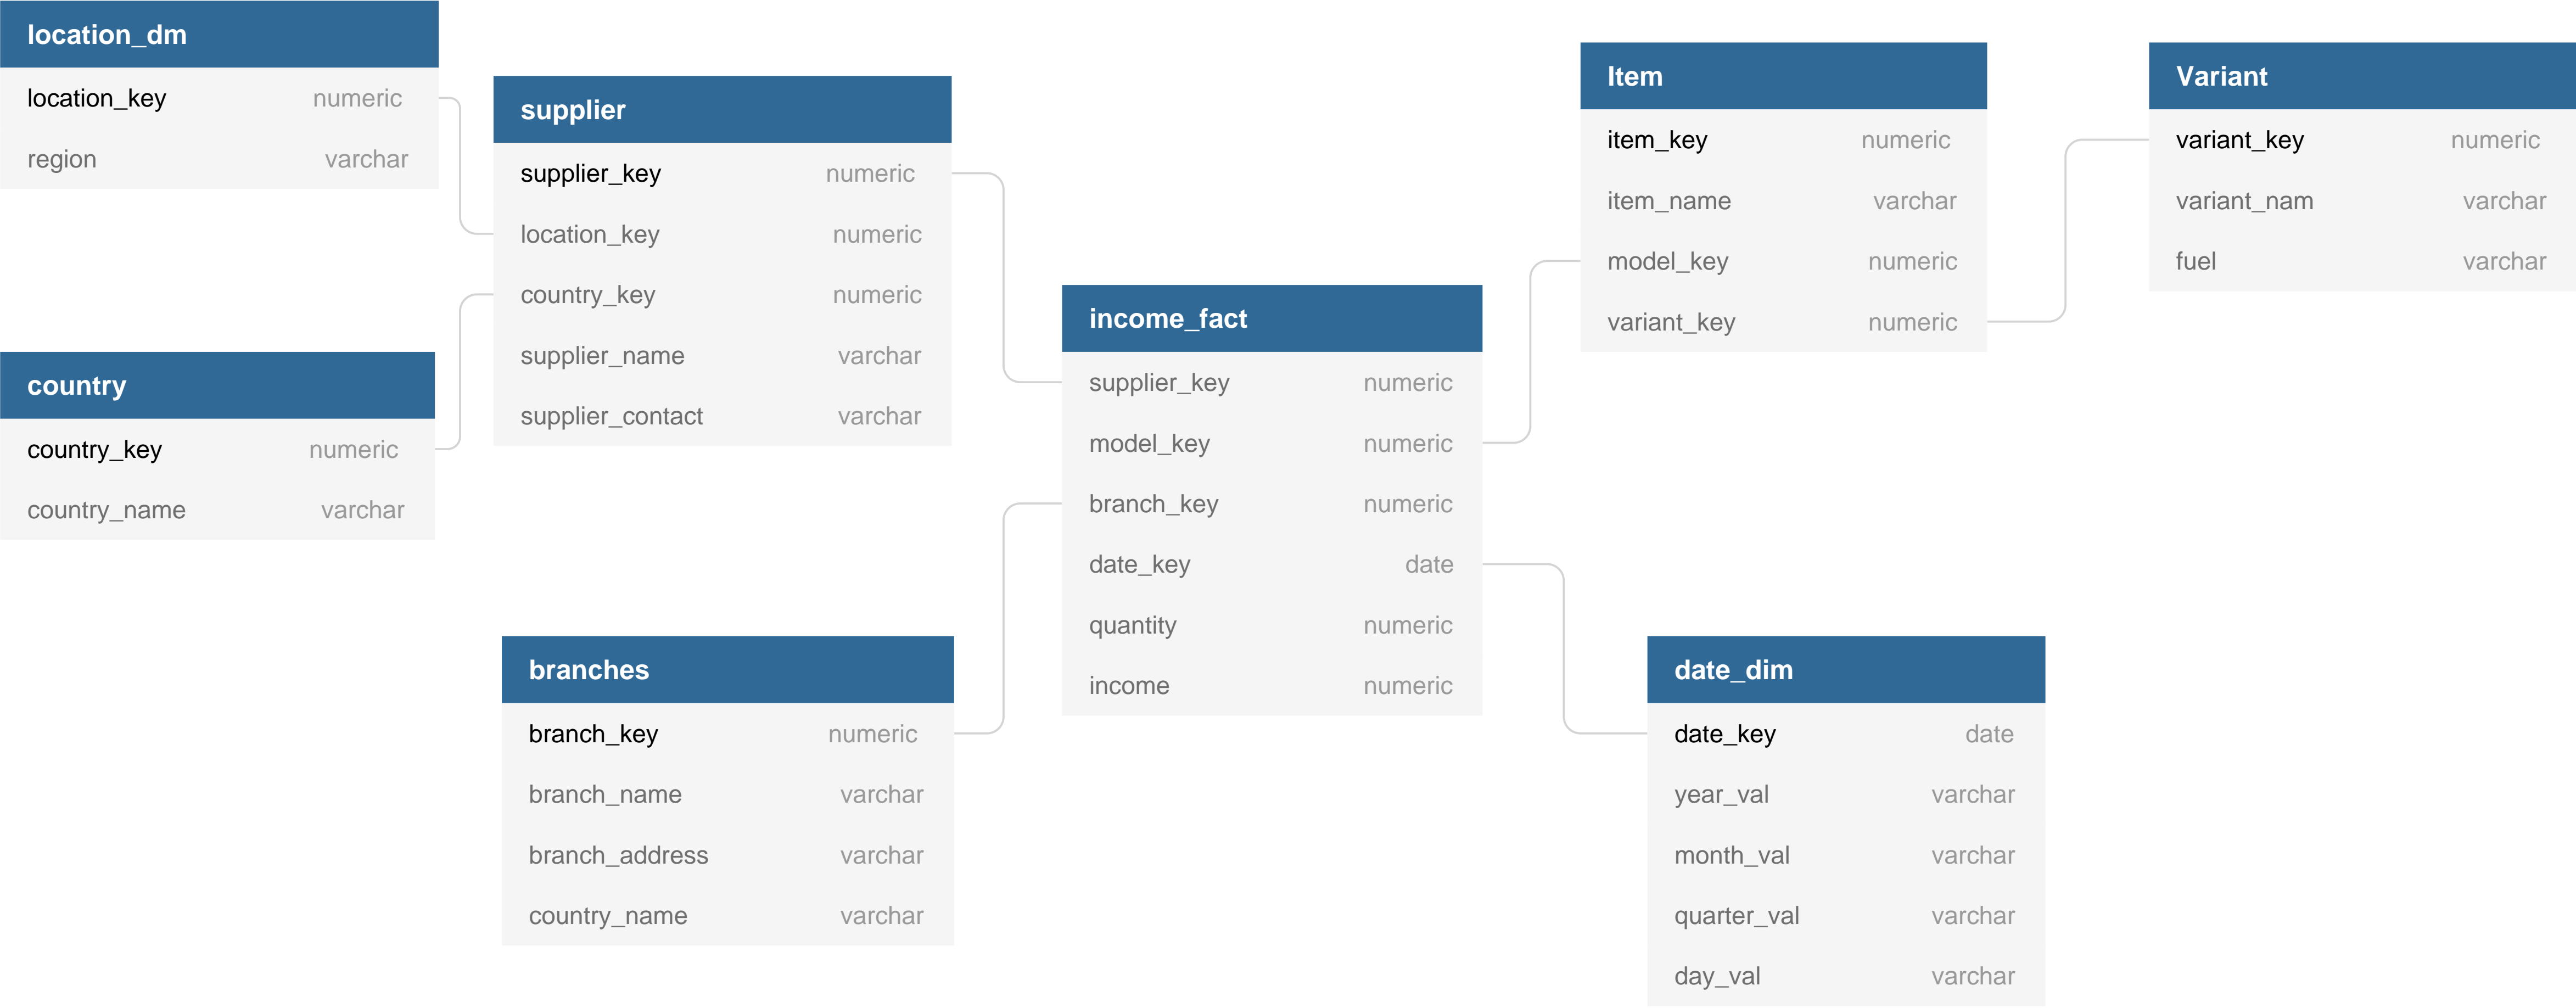 location_dm
location_key numeric
region varchar
supplier
supplier_key numeric
location_key numeric
country_key numeric
supplier_name varchar
supplier_contact varchar
country
country_key numeric
country_name varchar
branches
branch_key numeric
branch_name varchar
branch_address varchar
country_name varchar
income_fact
supplier_key numeric
model_key numeric
branch_key numeric
date_key date
quantity numeric
income numeric
Item
item_key numeric
item_name varchar
model_key numeric
variant_key numeric
Variant
variant_key numeric
variant_nam varchar
fuel varchar
date_dim
date_key date
year_val varchar
month_val varchar
quarter_val varchar
day_val varchar